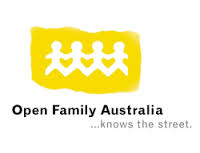 Open Family Australia
...knows the street.